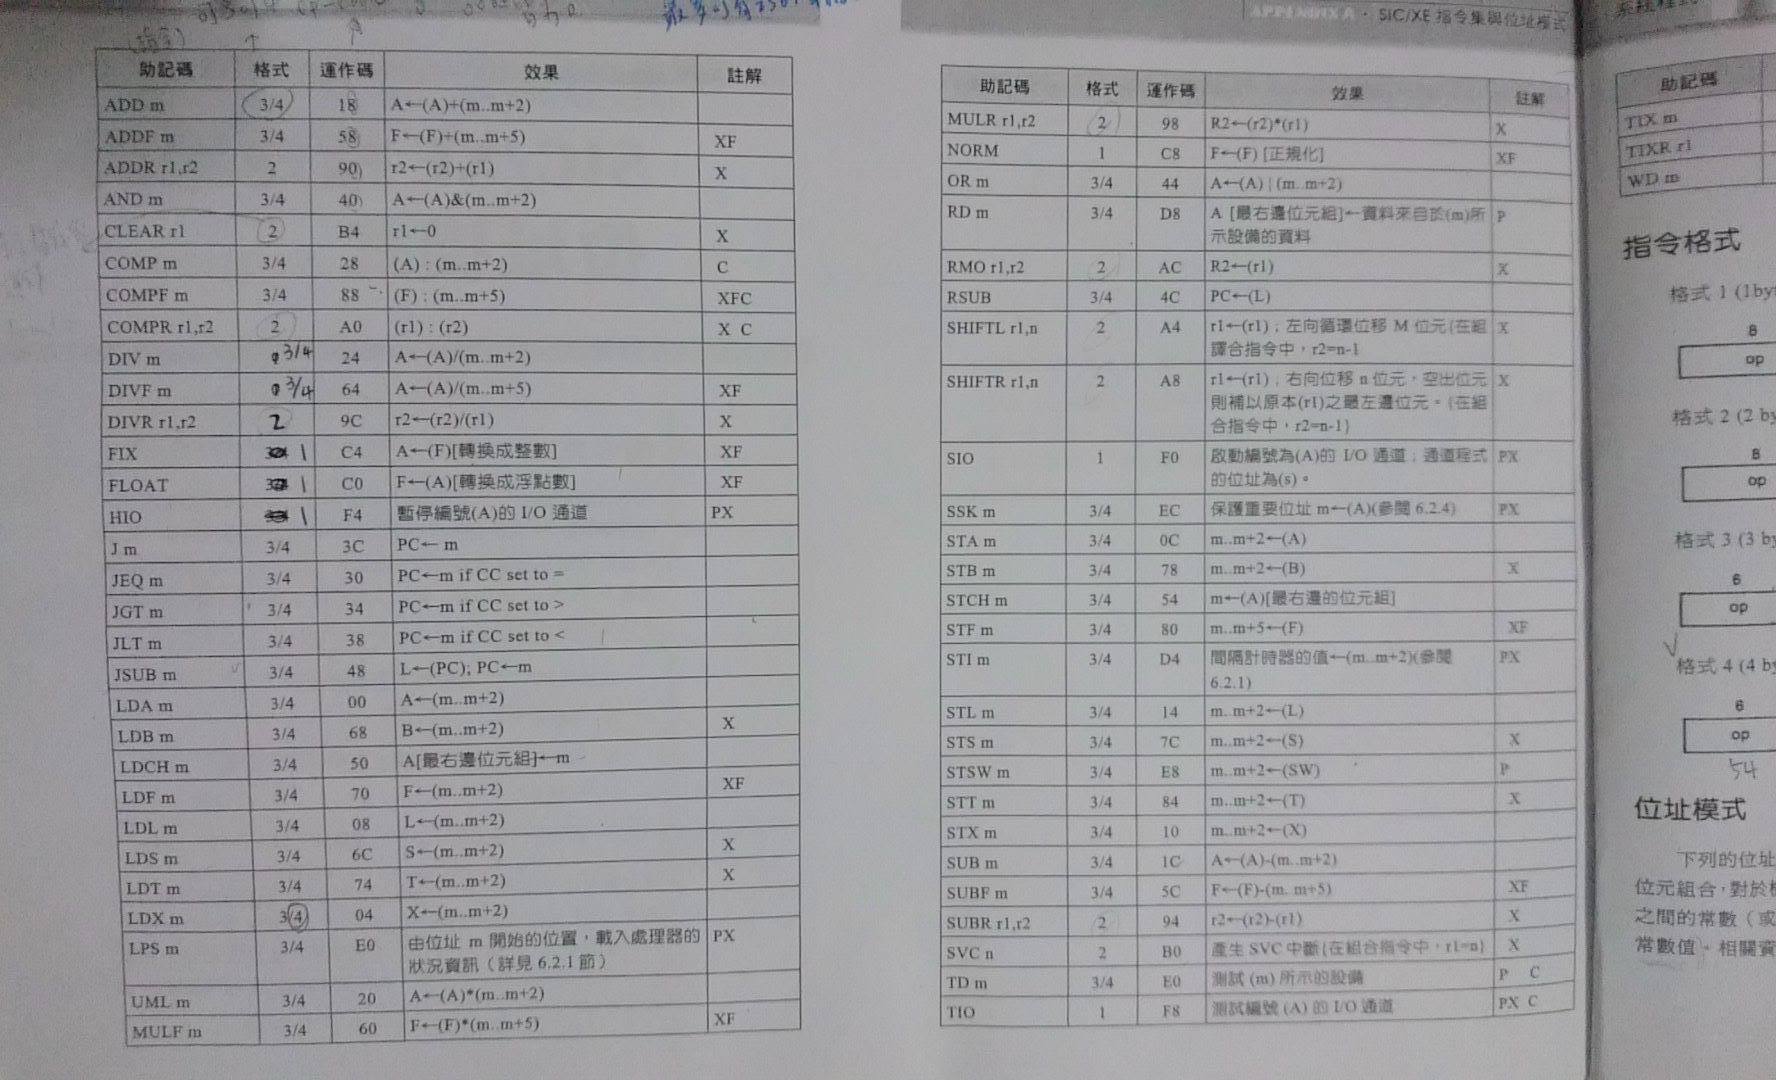 APPENDIX A · SIC/XE 指令集與位址模式
助記碼 格式 運作碼 效果 註解
ADD m 3/4 18 A←(A)+(m..m+2)
ADDF m 3/4 58 F←(F)+(m..m+5) XF
ADDR r1,r2 2 90 r2←(r2)+(r1) X
AND m 3/4 40 A←(A)&(m..m+2)
CLEAR r1 2 B4 r1←0 X
COMP m 3/4 28 (A) : (m..m+2) C
COMPF m 3/4 88 (F) : (m..m+5) XFC
COMPR r1,r2 2 A0 (r1) : (r2) X C
DIV m 3/4 24 A←(A)/(m..m+2)
DIVF m 3/4 64 A←(A)/(m..m+5) XF
DIVR r1,r2 2 9C r2←(r2)/(r1) X
FIX 1 C4 A←(F)[轉換成整數] XF
FLOAT 1 C0 F←(A)[轉換成浮點數] XF
HIO 1 F4 暫停編號(A)的 I/O 通道 PX
J m 3/4 3C PC← m
JEQ m 3/4 30 PC←m if CC set to =
JGT m 3/4 34 PC←m if CC set to >
JLT m 3/4 38 PC←m if CC set to <
JSUB m 3/4 48 L←(PC); PC←m
LDA m 3/4 00 A←(m..m+2)
LDB m 3/4 68 B←(m..m+2) X
LDCH m 3/4 50 A[最右邊位元組]←m
LDF m 3/4 70 F←(m..m+2) XF
LDL m 3/4 08 L←(m..m+2)
LDS m 3/4 6C S←(m..m+2) X
LDT m 3/4 74 T←(m..m+2) X
LDX m 3/4 04 X←(m..m+2)
LPS m 3/4 E0 由位址 m 開始的位置，載入處理器的 PX
狀況資訊（詳見 6.2.1 節）
UML m 3/4 20 A←(A)*(m..m+2)
MULF m 3/4 60 F←(F)*(m..m+5) XF
助記碼 格式 運作碼 效果 註解
MULR r1,r2 2 98 R2←(r2)*(r1) X
NORM 1 C8 F←(F) [正規化] XF
OR m 3/4 44 A←(A) | (m..m+2)
RD m 3/4 D8 A [最右邊位元組]←資料來自於(m)所 P
示設備的資料
RMO r1,r2 2 AC R2←(r1) X
RSUB 3/4 4C PC←(L)
SHIFTL r1,n 2 A4 r1←(r1)；左向循環位移 M 位元{在組 X
譯合指令中，r2=n-1
SHIFTR r1,n 2 A8 r1←(r1)；右向位移 n 位元，空出位元 X
則補以原本(r1)之最左邊位元。{在組
合指令中，r2=n-1}
SIO 1 F0 啟動編號為(A)的 I/O 通道；通道程式 PX
的位址為(s)。
SSK m 3/4 EC 保護重要位址 m←(A)(參閱 6.2.4) PX
STA m 3/4 0C m..m+2←(A)
STB m 3/4 78 m..m+2←(B) X
STCH m 3/4 54 m←(A)[最右邊的位元組]
STF m 3/4 80 m..m+5←(F) XF
STI m 3/4 D4 間隔計時器的值←(m..m+2)(參閱 PX
6.2.1)
STL m 3/4 14 m..m+2←(L)
STS m 3/4 7C m..m+2←(S) X
STSW m 3/4 E8 m..m+2←(SW) P
STT m 3/4 84 m..m+2←(T) X
STX m 3/4 10 m..m+2←(X)
SUB m 3/4 1C A←(A)-(m..m+2)
SUBF m 3/4 5C F←(F)-(m..m+5) XF
SUBR r1,r2 2 94 r2←(r2)-(r1) X
SVC n 2 B0 產生 SVC 中斷{在組合指令中，r1=n} X
TD m 3/4 E0 測試 (m) 所示的設備 P C
TIO 1 F8 測試編號 (A) 的 I/O 通道 PX C
助記碼
TIX m
TIXR r1
WD m
指令格式
格式 1 (1by
8
op
格式 2 (2 by
8
op
格式 3 (3 by
6
op
格式 4 (4 by
6
op
54
位址模式
下列的位址
位元組合，對於
之間的常數（或
常數值，相關資